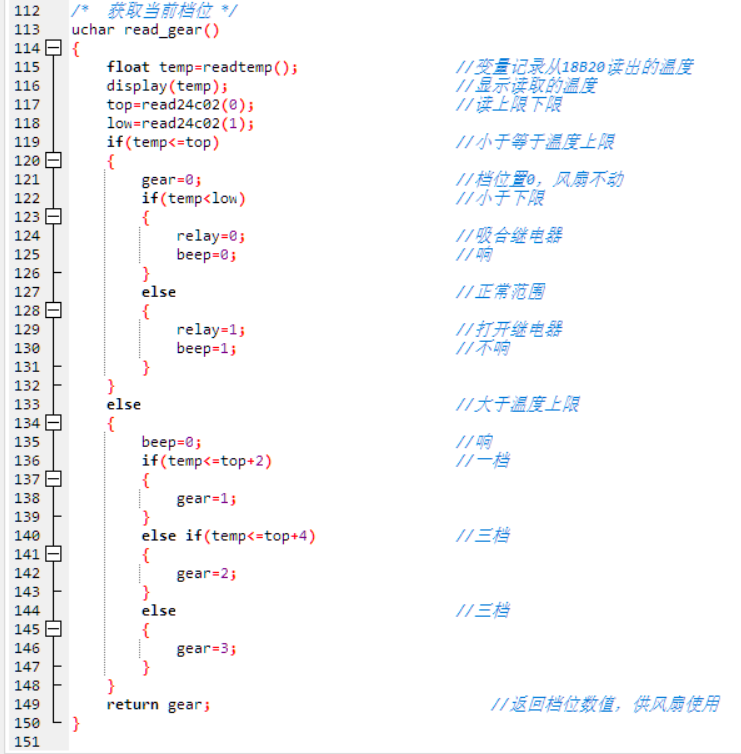 112 /*  获取当前档位 */
113 uchar read_gear()
114 {
115     float temp=readtemp();                  //变量记录从18B20读出的温度
116     display(temp);                          //显示读取的温度
117     top=read24c02(0);                       //读上限下限
118     low=read24c02(1);
119     if(temp<=top)                           //小于等于温度上限
120     {
121         gear=0;                             //档位置0，风扇不动
122         if(temp<low)                        //小于下限
123         {
124             relay=0;                        //吸合继电器
125             beep=0;                         //响
126         }
127         else                                //正常范围
128         {
129             relay=1;                        //打开继电器
130             beep=1;                         //不响
131         }
132     }
133     else                                    //大于温度上限
134     {
135         beep=0;                             //响
136         if(temp<=top+2)                     //一档
137         {
138             gear=1;
139         }
140         else if(temp<=top+4)                //三档
141         {
142             gear=2;
143         }
144         else                                //三档
145         {
146             gear=3;
147         }
148     }
149     return gear;                                //返回档位数值，供风扇使用
150 }
151